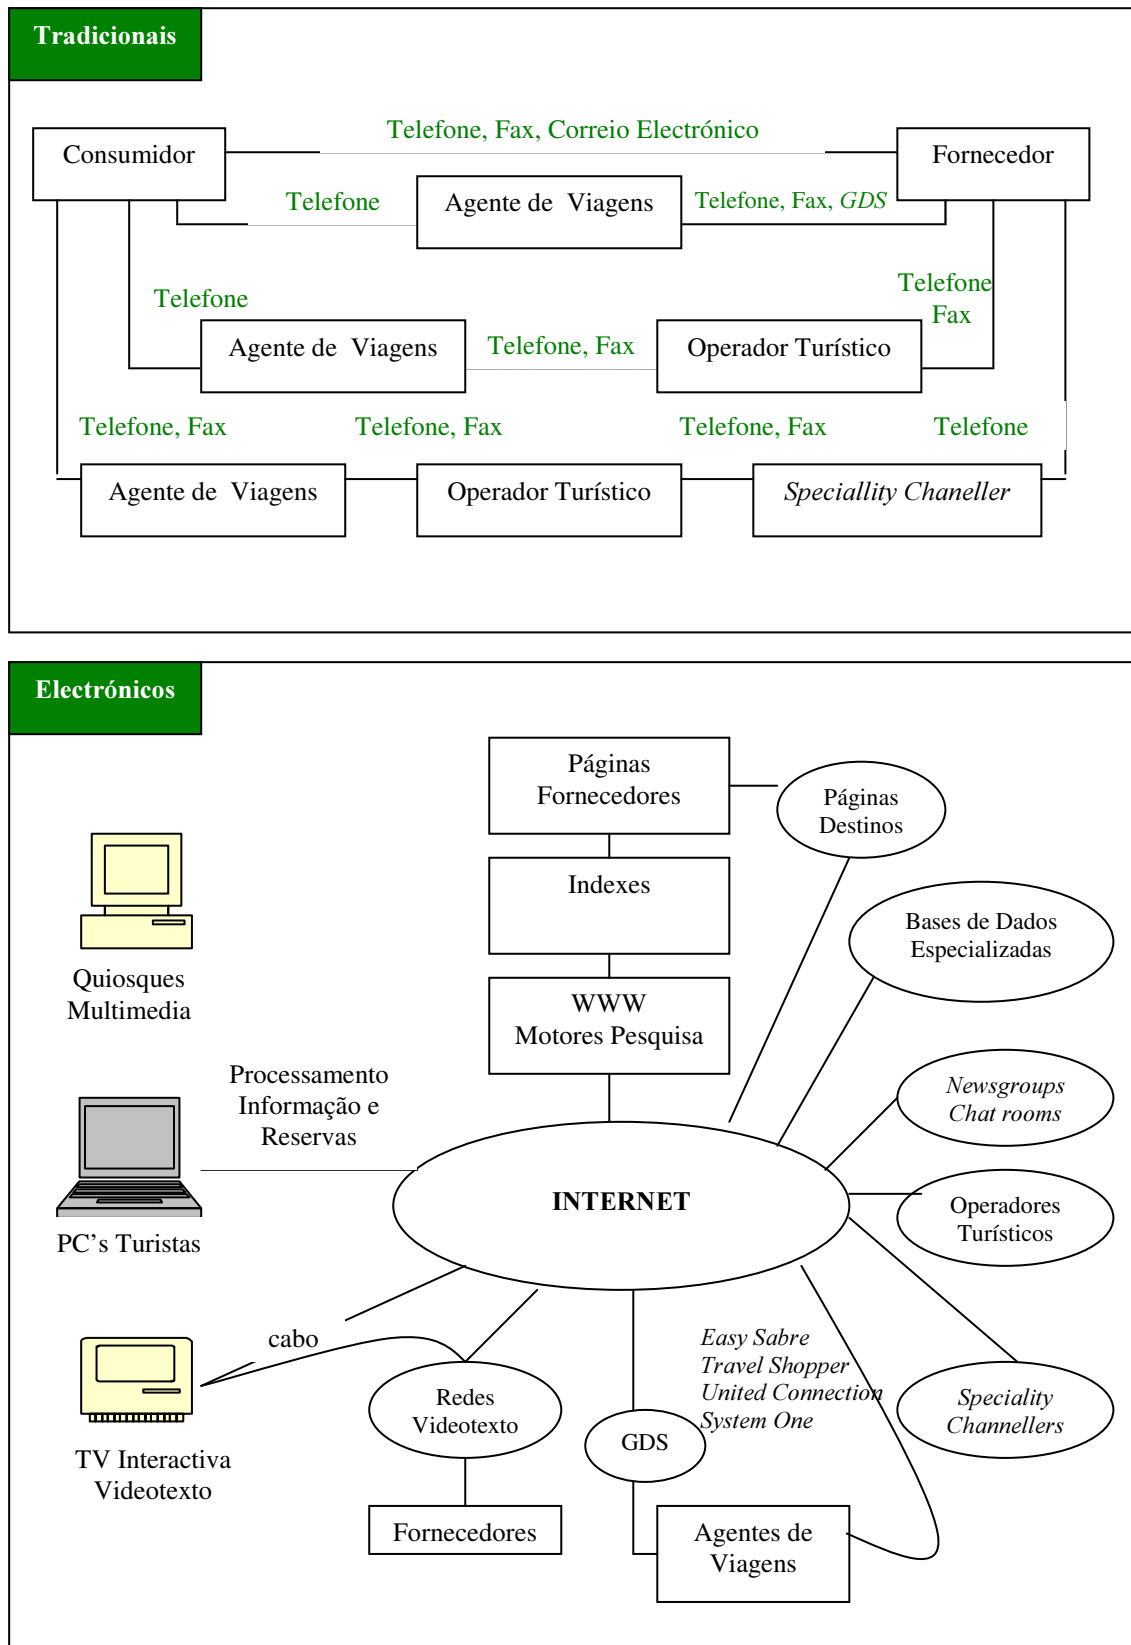 Tradicionais
Telefone, Fax, Correio Electrónico
Consumidor
Fornecedor
Telefone
Agente de Viagens
Telefone, Fax, GDS
Telefone
Telefone
Fax
Agente de Viagens
Telefone, Fax
Operador Turístico
Telefone, Fax
Telefone, Fax
Telefone, Fax
Telefone
Agente de Viagens
Operador Turístico
Speciallity Chaneller
Electrónicos
Páginas
Fornecedores
Páginas
Destinos
Indexes
Bases de Dados
Especializadas
Quiosques
Multimedia
WWW
Motores Pesquisa
Processamento
Informação e
Reservas
Newsgroups
Chat rooms
INTERNET
Operadores
Turísticos
PC's Turistas
cabo
Easy Sabre
Travel Shopper
United Connection
System One
Redes
Videotexto
Speciality
Channellers
GDS
TV Interactiva
Videotexto
Fornecedores
Agentes de
Viagens